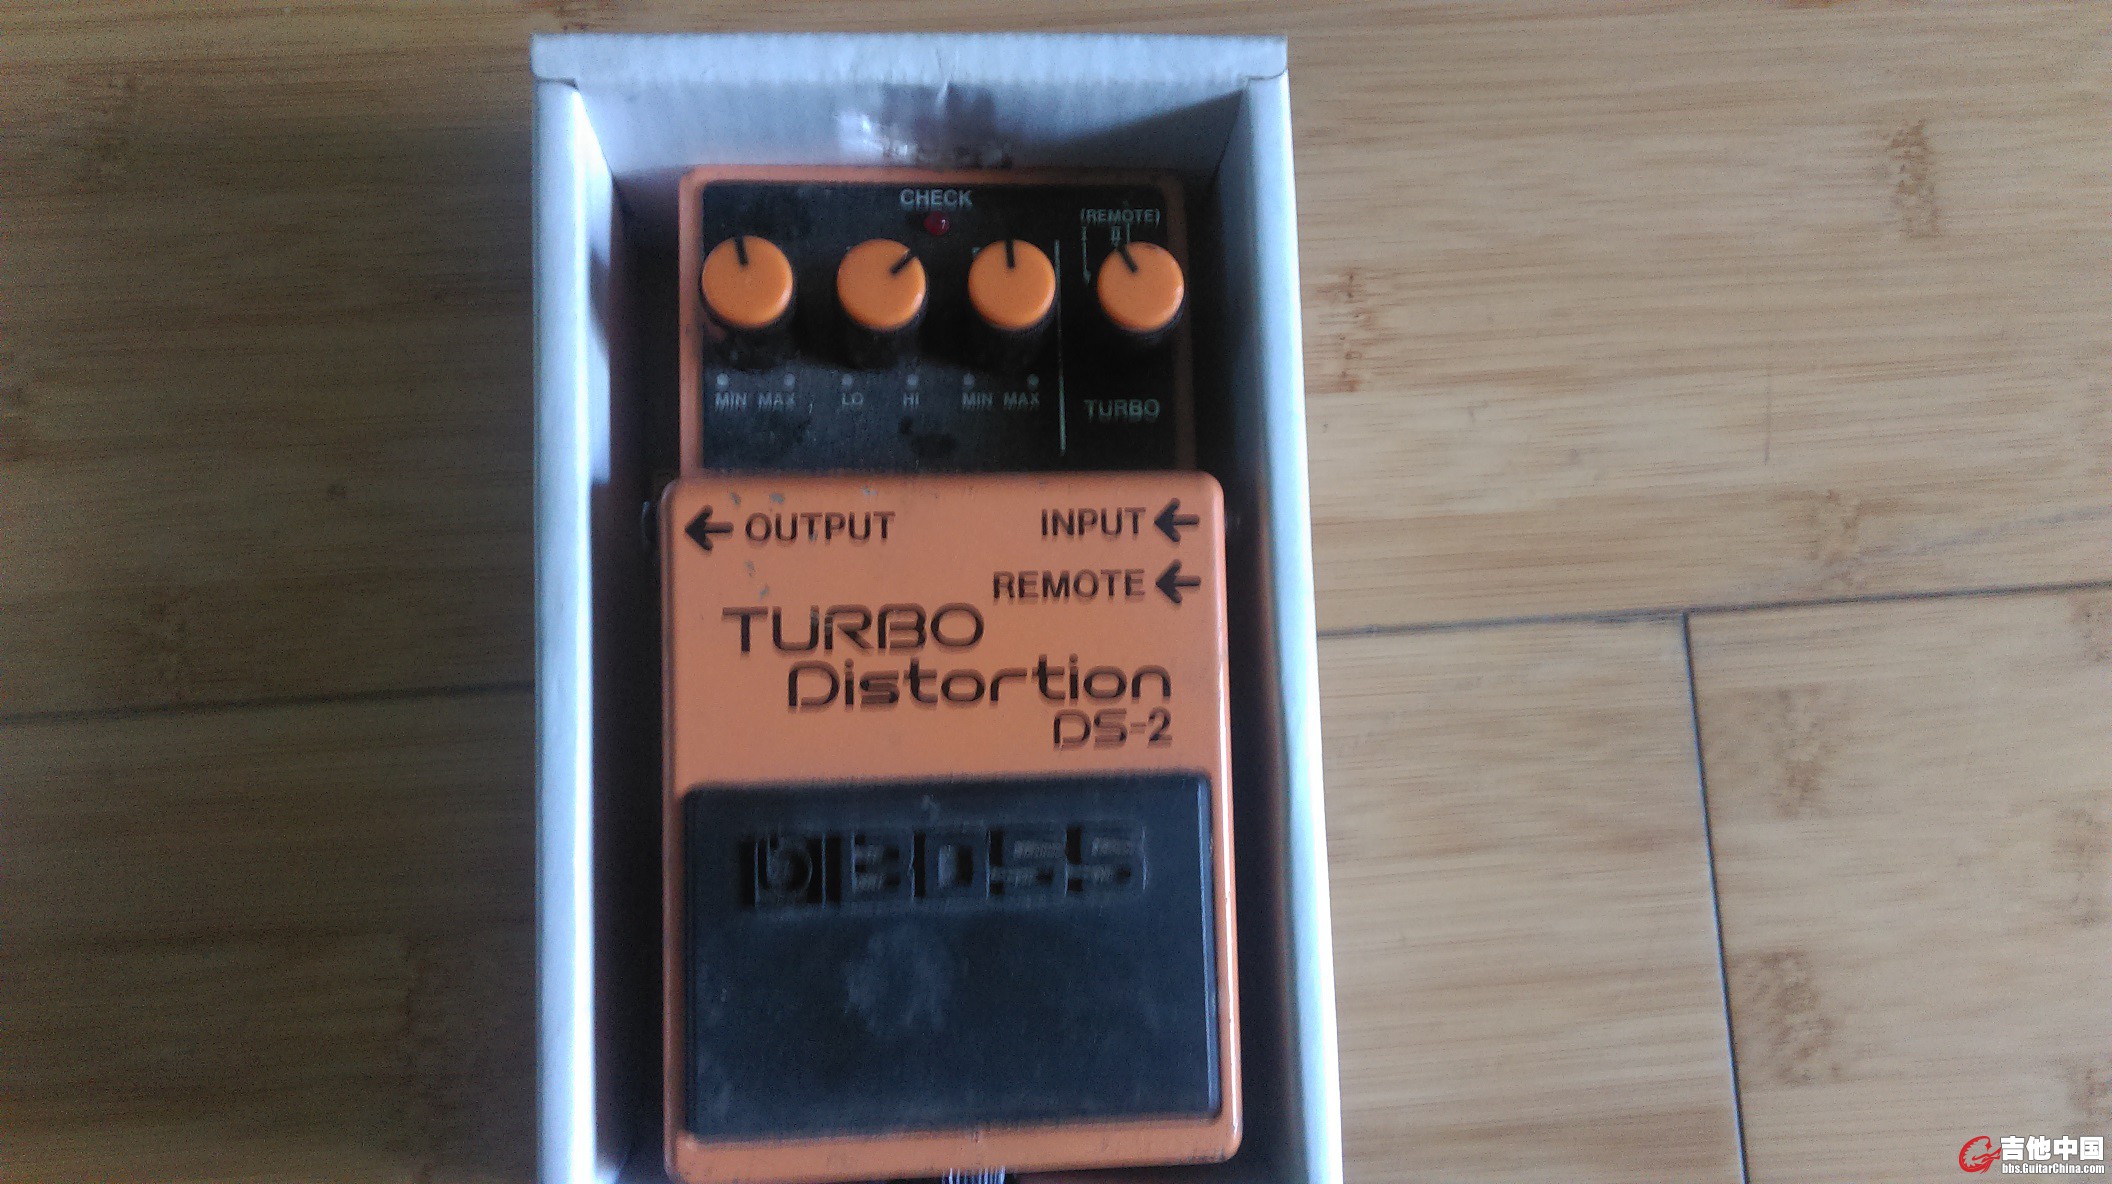 CHECK
(REMOTE)
I II
MIN MAX LO HI MIN MAX
TURBO
OUTPUT INPUT
REMOTE
TURBO
Distortion
DS-2
BOSS
吉他中国
bbs.GuitarChina.com